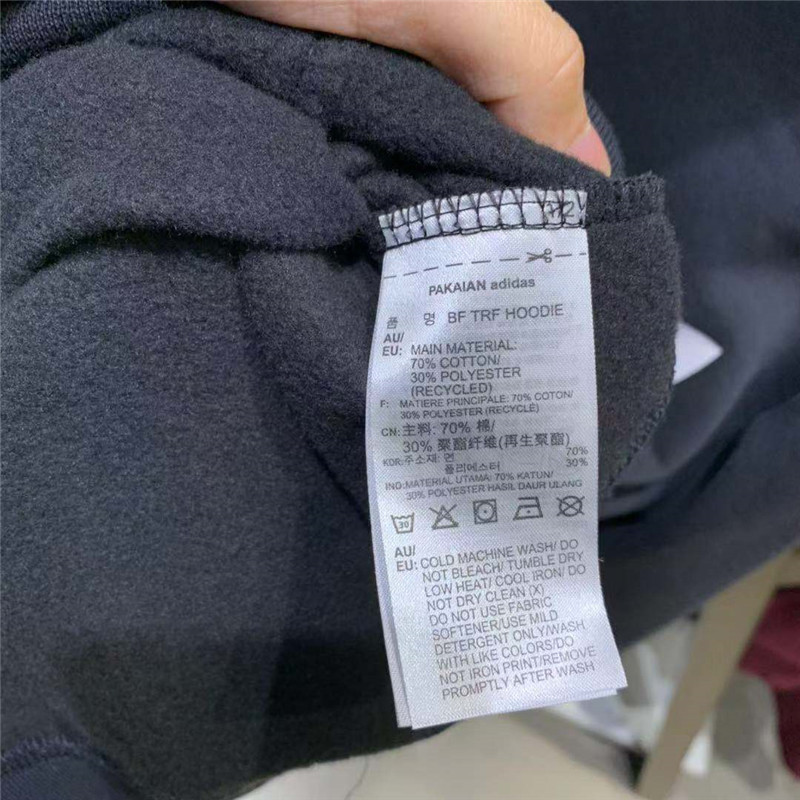 PAKAIAN adidas
품 명 BF TRF HOODIE
AU/
EU: MAIN MATERIAL:
70% COTTON/
30% POLYESTER
(RECYCLED)
F: MATIERE PRINCIPALE: 70% COTON/
30% POLYESTER (RECYCLÉ)
CN: 主料: 70% 棉/
30% 聚酯纤维(再生聚酯)
KOR: 주소재: 면 70%
폴리에스터 30%
IND: MATERIAL UTAMA: 70% KATUN/
30% POLYESTER HASIL DAUR ULANG
30
AU/
EU: COLD MACHINE WASH/ DO
NOT BLEACH/ TUMBLE DRY
LOW HEAT/ COOL IRON/ DO
NOT DRY CLEAN (X)
DO NOT USE FABRIC
SOFTENER/USE MILD
DETERGENT ONLY/WASH
WITH LIKE COLORS/DO
NOT IRON PRINT/REMOVE
PROMPTLY AFTER WASH